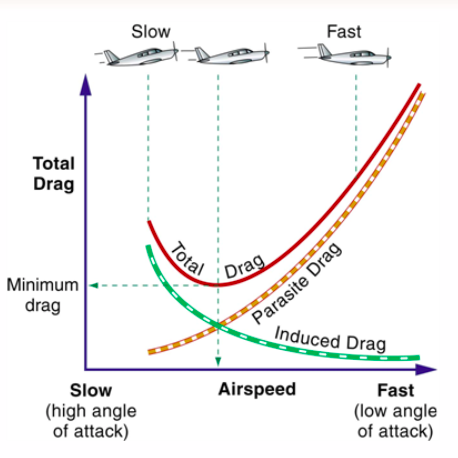 Slow
Fast
Total
Drag
Total Drag
Parasite Drag
Minimum
drag
Induced Drag
Slow
(high angle
of attack)
Airspeed
Fast
(low angle
of attack)